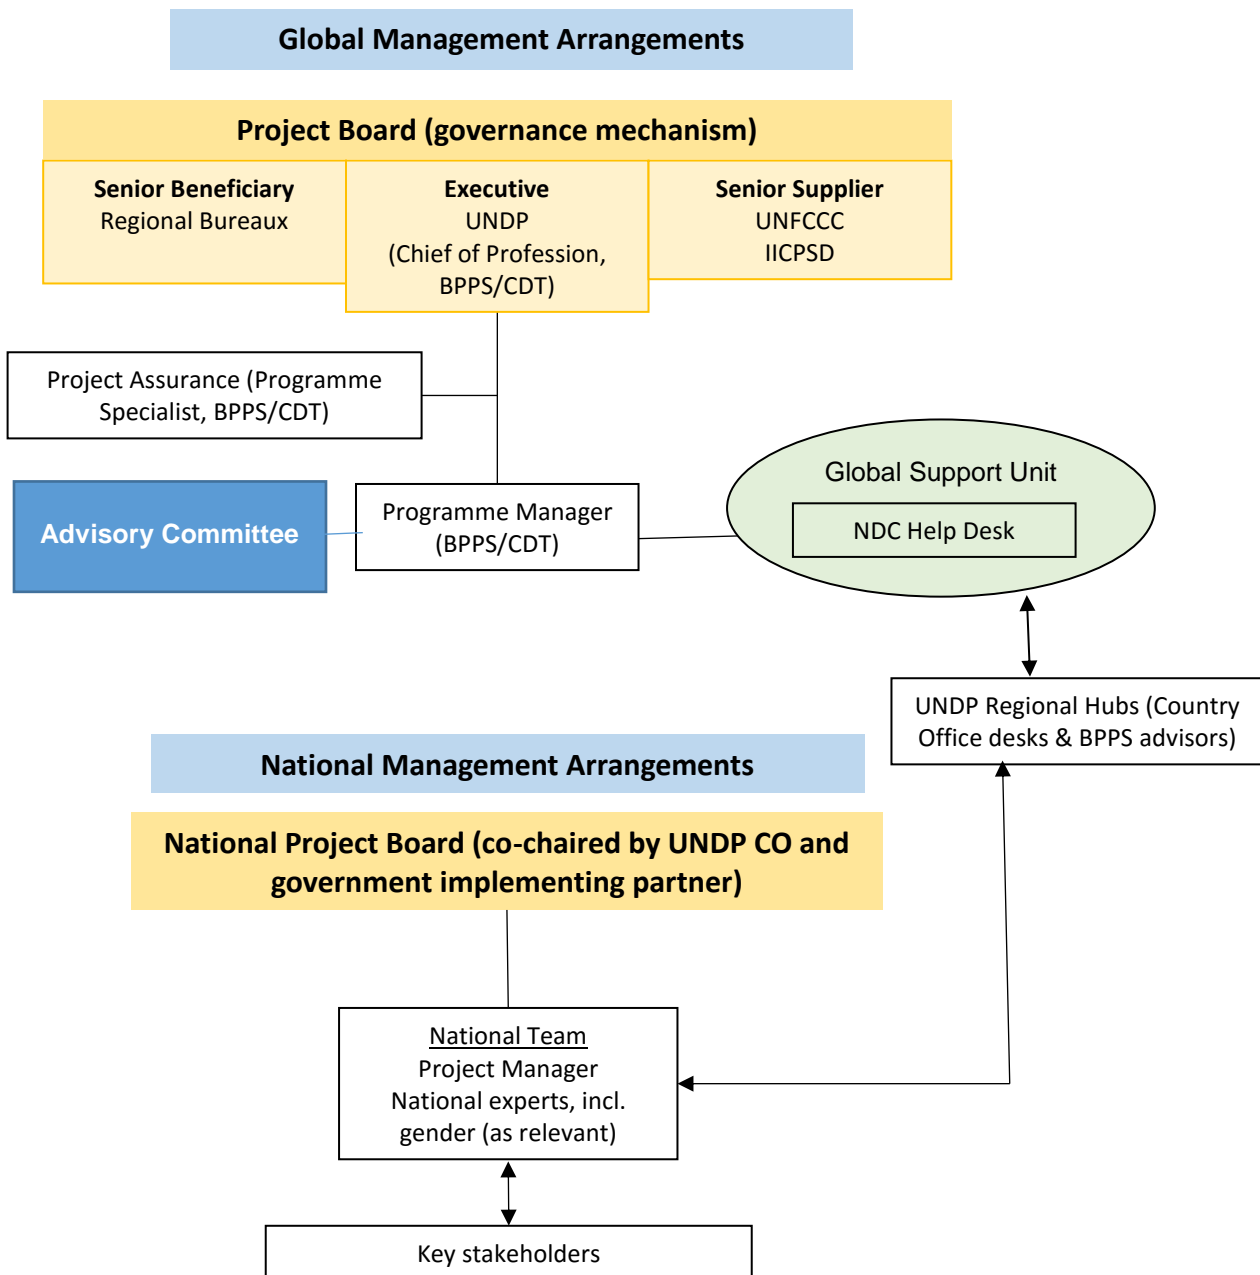 Global Management Arrangements
Project Board (governance mechanism)
Senior Beneficiary
Regional Bureaux
Executive
UNDP
(Chief of Profession,
BPPS/CDT)
Senior Supplier
UNFCCC
IICPSD
Project Assurance (Programme
Specialist, BPPS/CDT)
Advisory Committee
Programme Manager
(BPPS/CDT)
Global Support Unit
NDC Help Desk
UNDP Regional Hubs (Country
Office desks & BPPS advisors)
National Management Arrangements
National Project Board (co-chaired by UNDP CO and
government implementing partner)
National Team
Project Manager
National experts, incl.
gender (as relevant)
Key stakeholders